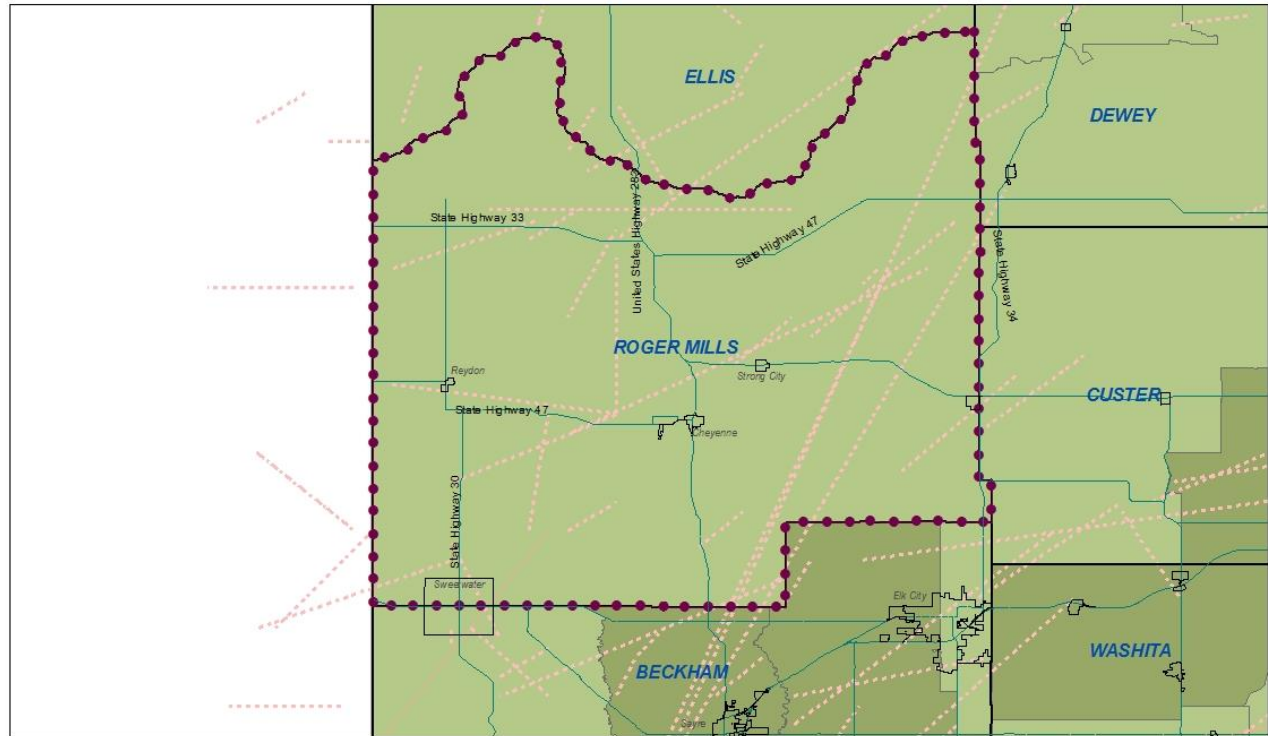 ELLIS
DEWEY
State Highway 33
United States Highway 283
State Highway 47
State Highway 34
ROGER MILLS
Reydon
Strong City
CUSTER
State Highway 47
Cheyenne
State Highway 30
Sweetwater
Elk City
BECKHAM
WASHITA
Sayre